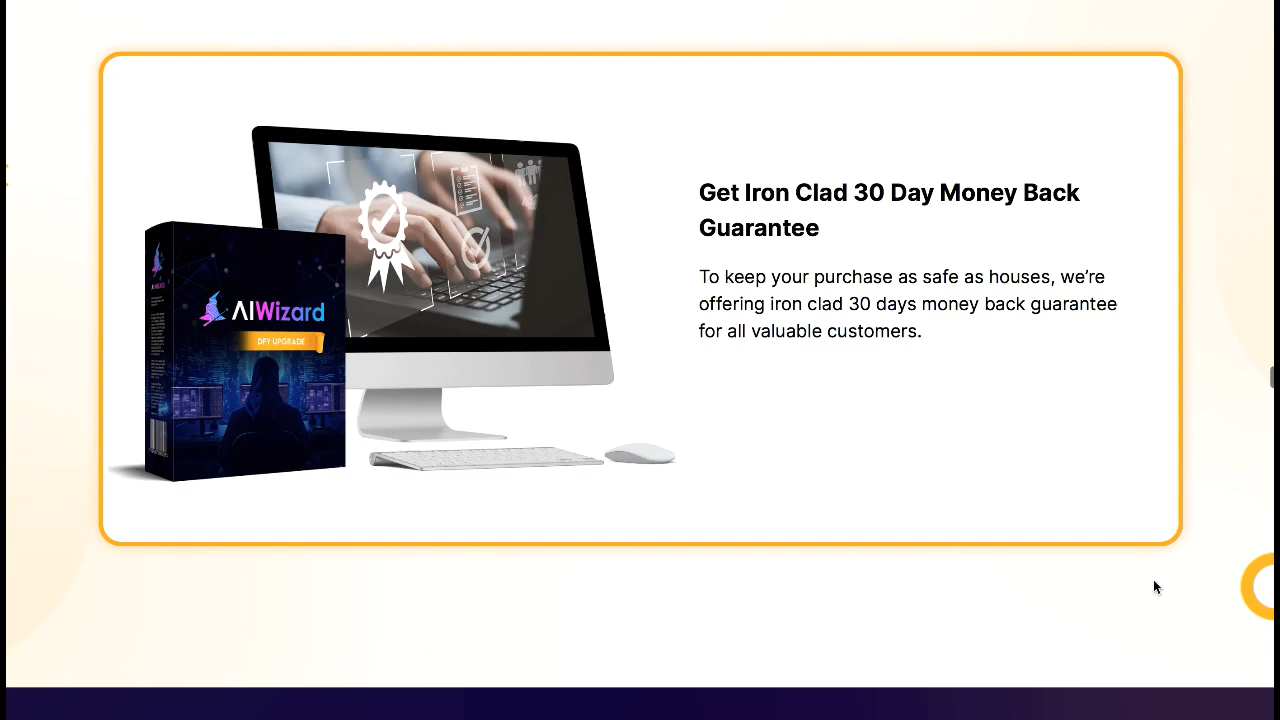 Get Iron Clad 30 Day Money Back
Guarantee
To keep your purchase as safe as houses, we’re
offering iron clad 30 days money back guarantee
for all valuable customers.
AIWizard
DFY UPGRADE